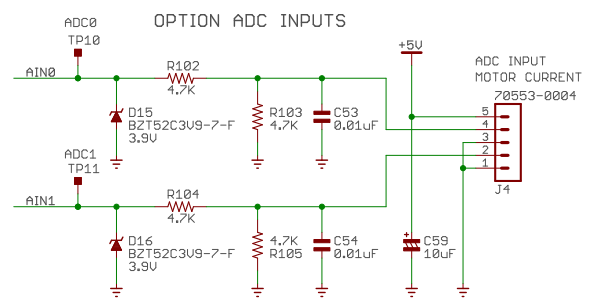 OPTION ADC INPUTS
ADC0
TP10
AIN0
R102
4.7K
D15
BZT52C3V9-7-F
3.9V
R103
4.7K
C53
0.01uF
+5V
ADC INPUT
MOTOR CURRENT
70553-0004
5
4
3
2
1
J4
ADC1
TP11
AIN1
R104
4.7K
D16
BZT52C3V9-7-F
3.9V
4.7K
R105
C54
0.01uF
+
C59
10uF